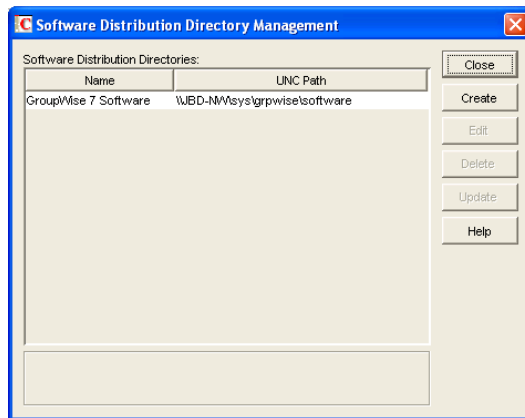 Software Distribution Directory Management
Software Distribution Directories:
Name UNC Path
GroupWise 7 Software \\JBD-NW\sys\grpwise\software
Close
Create
Edit
Delete
Update
Help